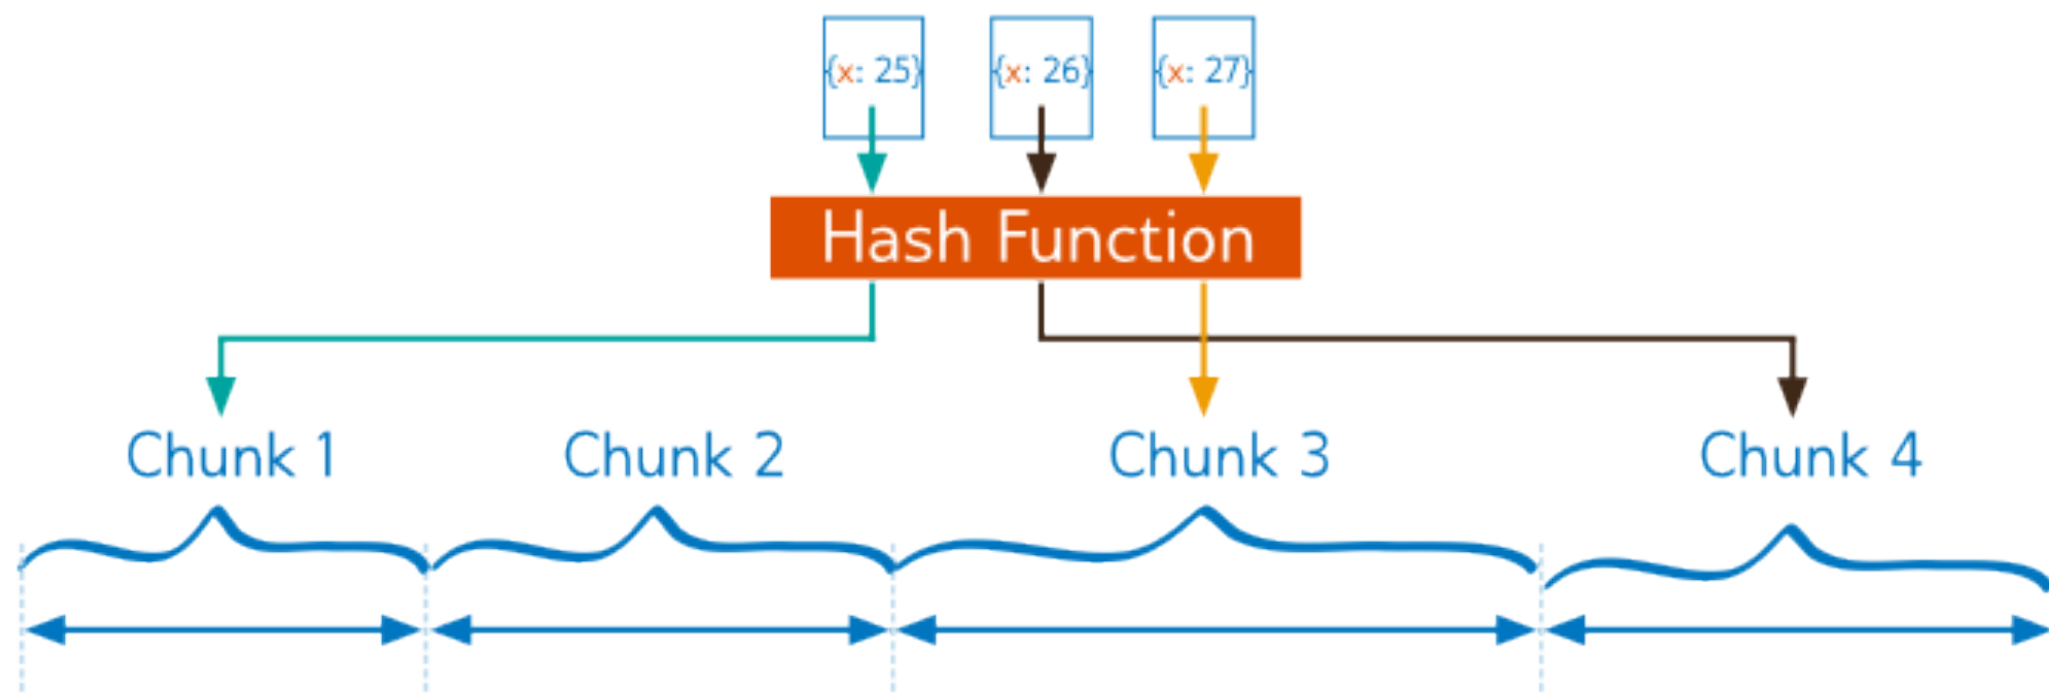 {x: 25} {x: 26} {x: 27}
Hash Function
Chunk 1 Chunk 2 Chunk 3 Chunk 4